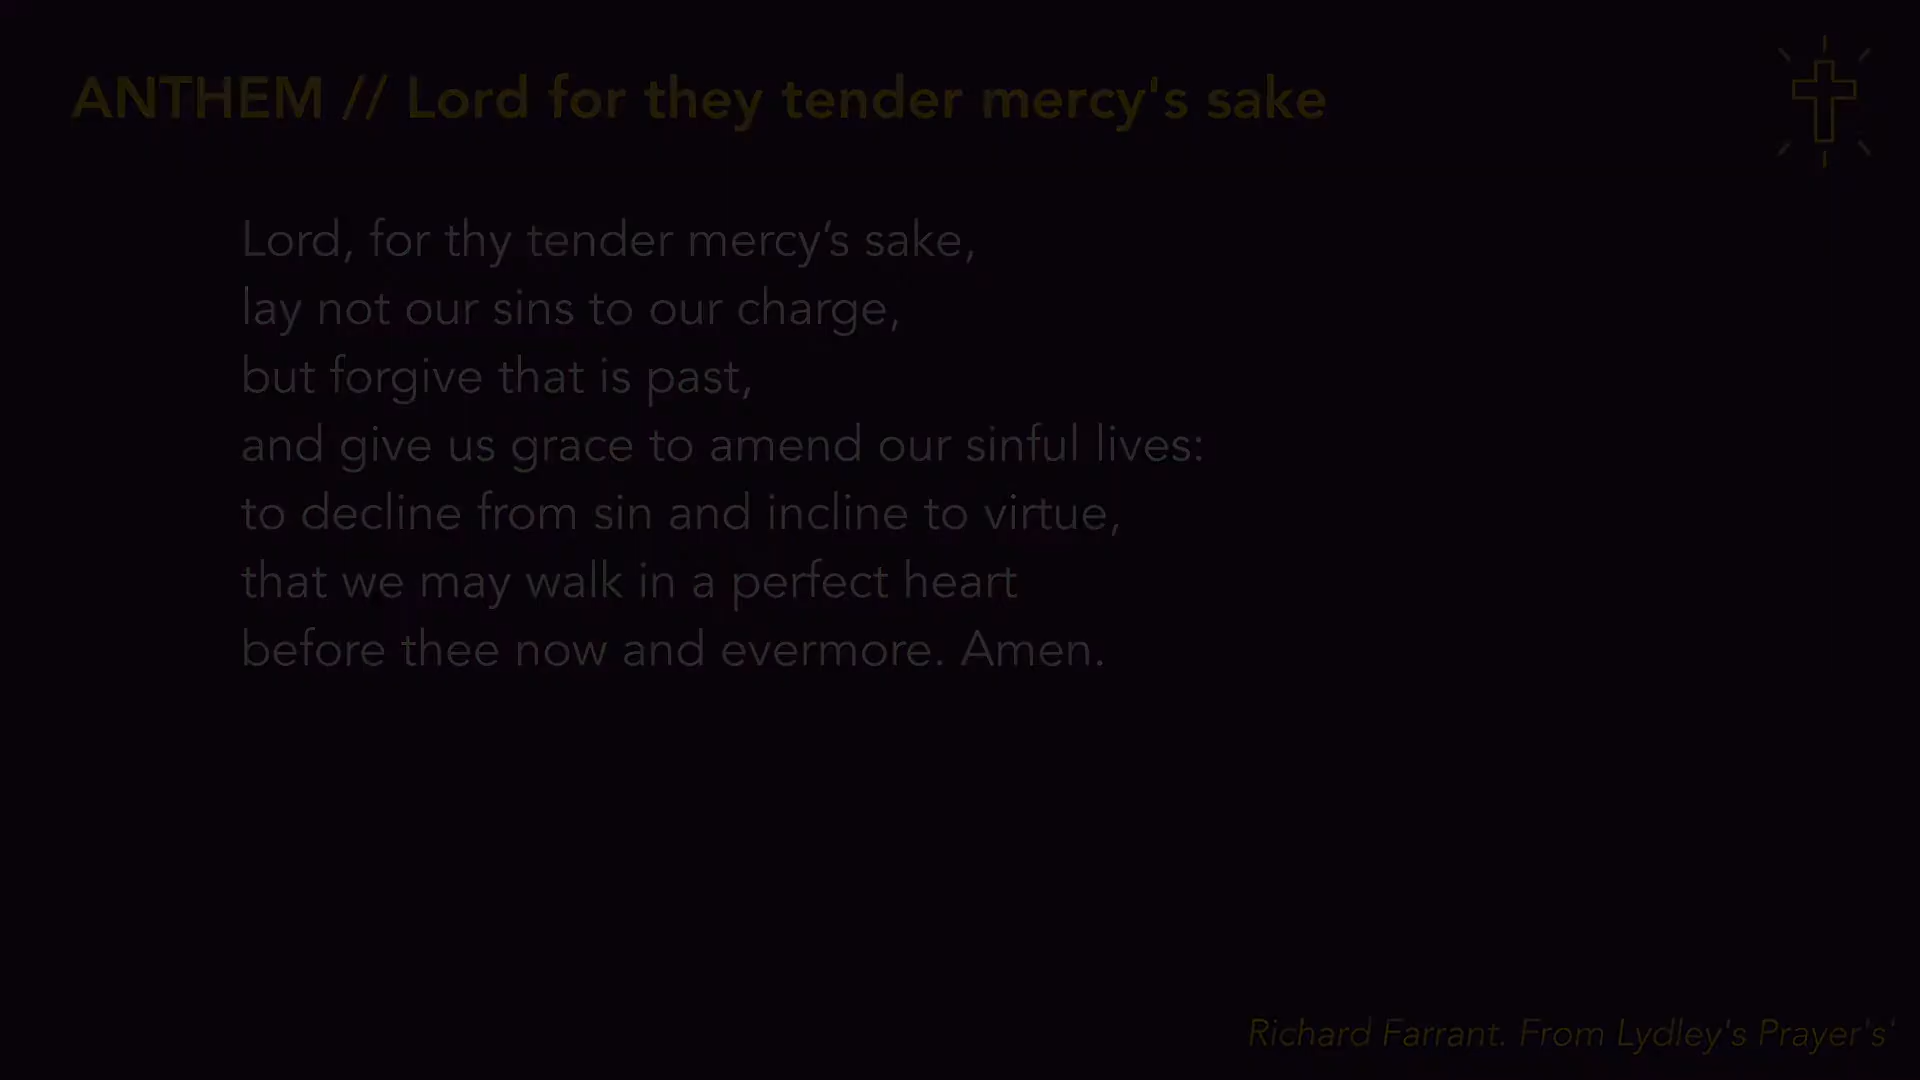 ANTHEM // Lord for they tender mercy's sake
Lord, for thy tender mercy’s sake,
lay not our sins to our charge,
but forgive that is past,
and give us grace to amend our sinful lives:
to decline from sin and incline to virtue,
that we may walk in a perfect heart
before thee now and evermore. Amen.
Richard Farrant. From Lydley's Prayer's'